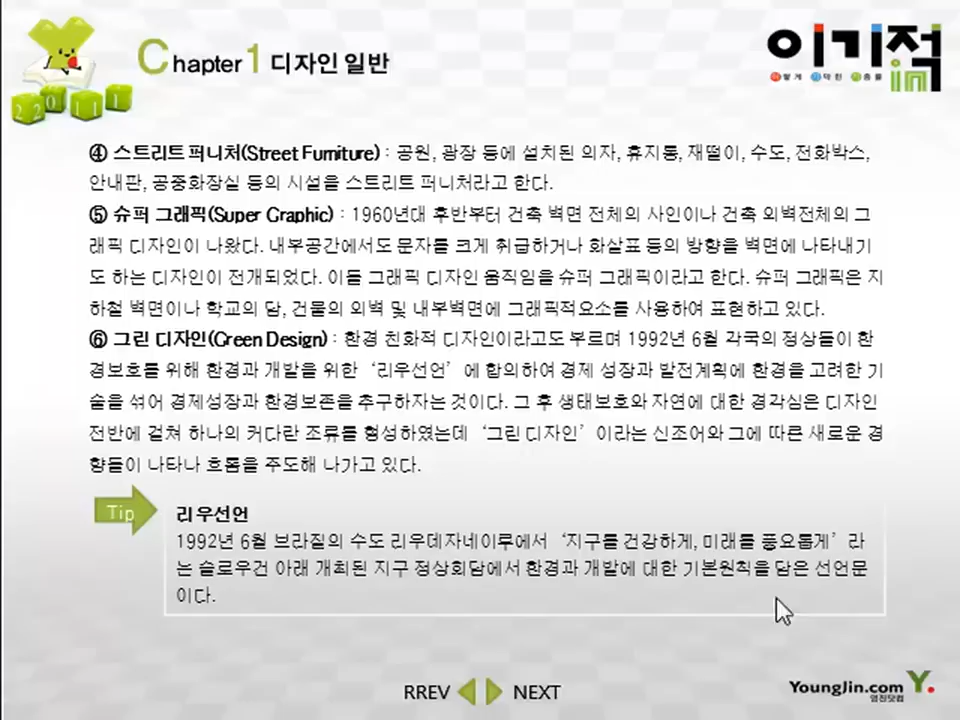 Chapter 1 디자인 일반
이기적in
이렇게 기막힌 적중률
2 2 0 1 1 1
④ 스트리트 퍼니처(Street Furniture) : 공원, 광장 등에 설치된 의자, 휴지통, 재떨이, 수도, 전화박스,
안내판, 공중화장실 등의 시설을 스트리트 퍼니처라고 한다.
⑤ 슈퍼 그래픽(Super Graphic) : 1960년대 후반부터 건축 벽면 전체의 사인이나 건축 외벽전체의 그
래픽 디자인이 나왔다. 내부공간에서도 문자를 크게 취급하거나 화살표 등의 방향을 벽면에 나타내기
도 하는 디자인이 전개되었다. 이들 그래픽 디자인 움직임을 슈퍼 그래픽이라고 한다. 슈퍼 그래픽은 지
하철 벽면이나 학교의 담, 건물의 외벽 및 내부벽면에 그래픽적요소를 사용하여 표현하고 있다.
⑥ 그린 디자인(Green Design) : 환경 친화적 디자인이라고도 부르며 1992년 6월 각국의 정상들이 환
경보호를 위해 환경과 개발을 위한 ‘리우선언’에 합의하여 경제 성장과 발전계획에 환경을 고려한 기
술을 섞어 경제성장과 환경보존을 추구하자는 것이다. 그 후 생태보호와 자연에 대한 경각심은 디자인
전반에 걸쳐 하나의 커다란 조류를 형성하였는데 ‘그린 디자인’이라는 신조어와 그에 따른 새로운 경
향들이 나타나 흐름을 주도해 나가고 있다.
Tip
리우선언
1992년 6월 브라질의 수도 리우데자네이루에서 ‘지구를 건강하게, 미래를 풍요롭게’라
는 슬로우건 아래 개최된 지구 정상회담에서 환경과 개발에 대한 기본원칙을 담은 선언문
이다.
RREV NEXT
YoungJin.com Y.
영진닷컴